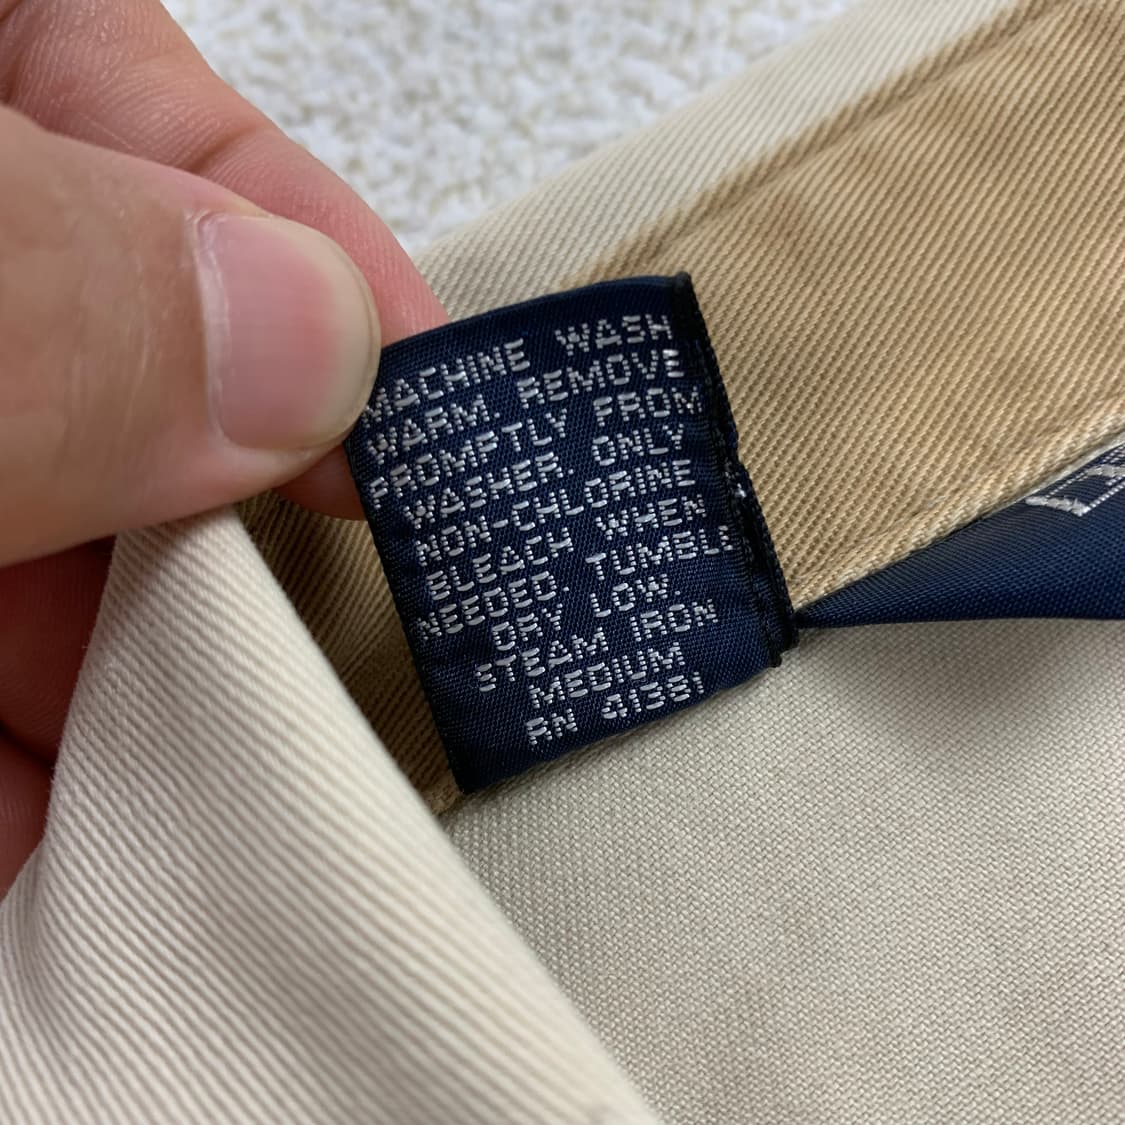 MACHINE WASH
WARM. REMOVE
PROMPTLY FROM
WASHER. ONLY
NON-CHLORINE
BLEACH WHEN
NEEDED. TUMBLE
DRY LOW.
STEAM IRON
MEDIUM
RN 41381